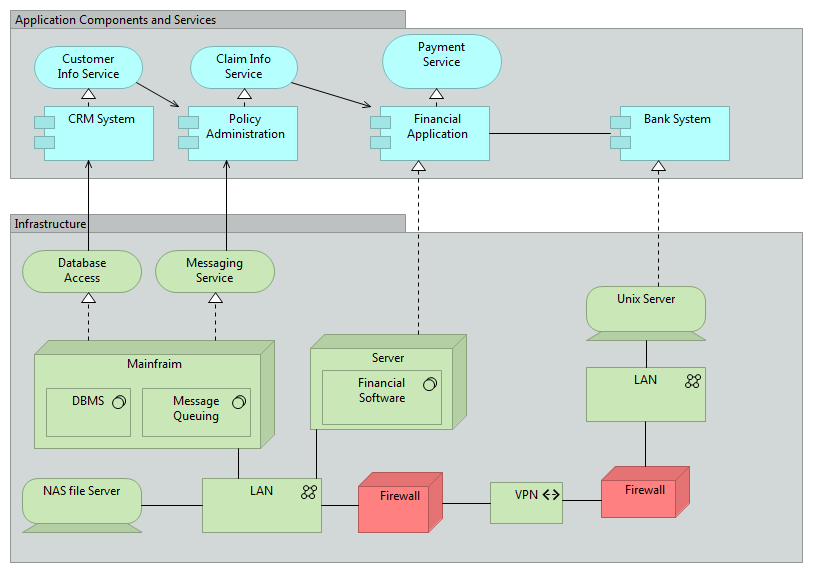 Application Components and Services
Customer
Info Service
Claim Info
Service
Payment
Service
CRM System
Policy
Administration
Financial
Application
Bank System
Infrastructure
Database
Access
Messaging
Service
Unix Server
Mainfraim
DBMS
Message
Queuing
Server
Financial
Software
LAN
NAS file Server
LAN
Firewall
VPN
Firewall